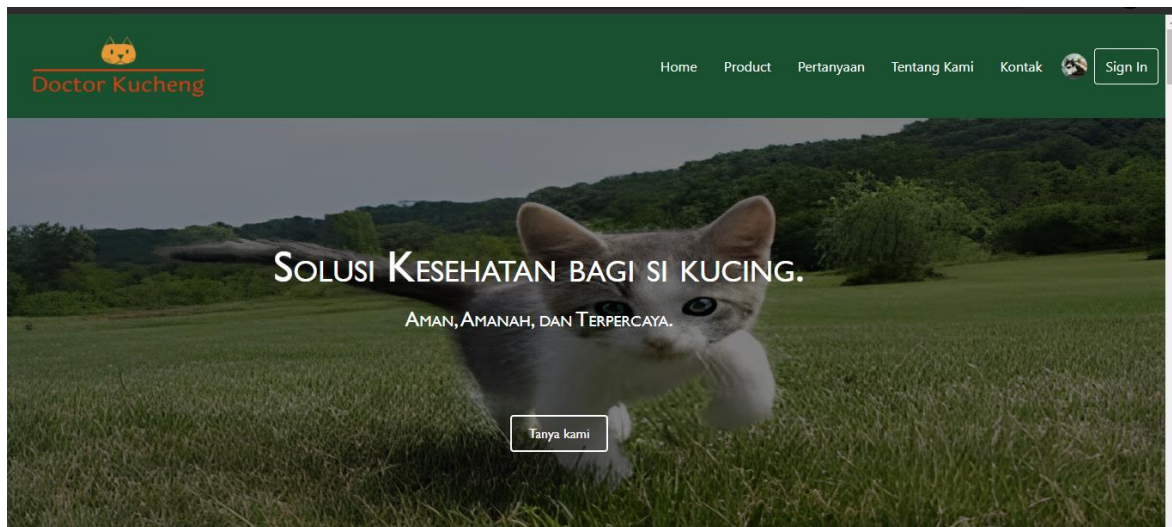 Doctor Kucheng
Home Product Pertanyaan Tentang Kami Kontak Sign In
Solusi Kesehatan bagi si kucing.
Aman, Amanah, dan Terpercaya.
Tanya kami